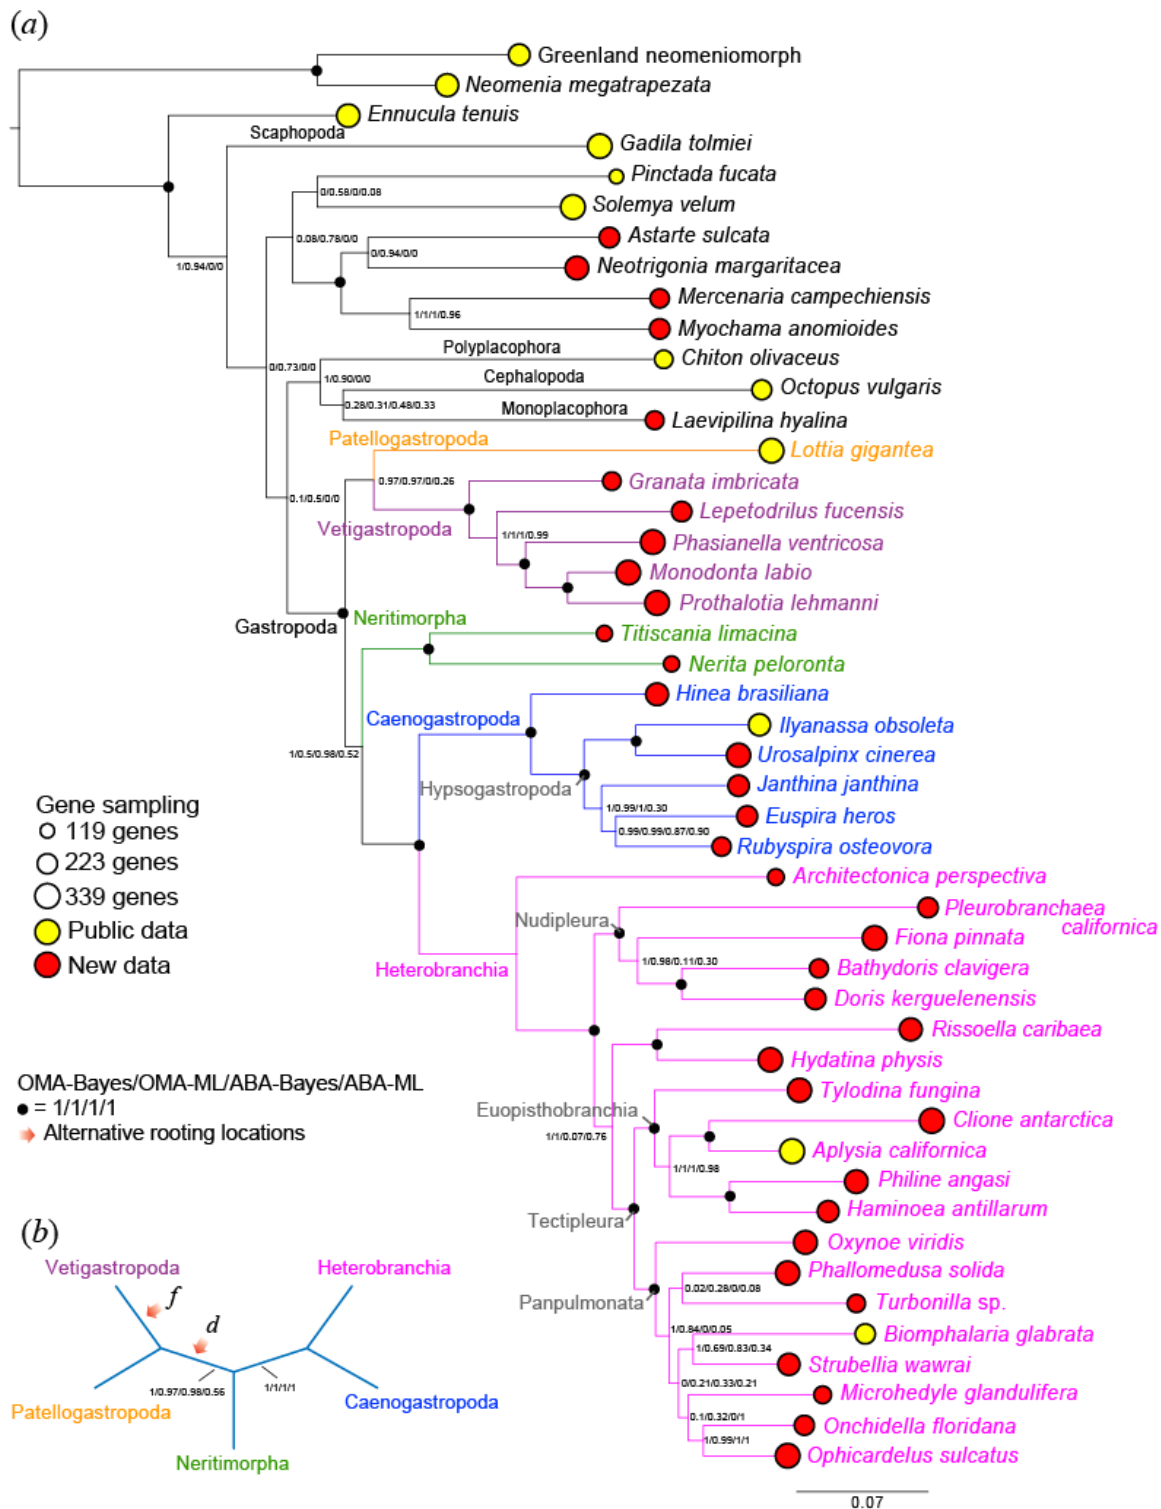 (a)
Greenland neomeniomorph
Neomenia megatrapezata
Ennucula tenuis
Scaphopoda
Gadila tolmiei
Pinctada fucata
0/0.58/0/0.08
Solemya velum
Astarte sulcata
0.08/0.78/0/0
0/0.94/0/0
1/0.94/0/0
Neotrigonia margaritacea
Mercenaria campechiensis
1/1/1/0.96
Myochama anomioides
Polyplacophora
Chiton olivaceus
0/0.73/0/0
1/0.90/0/0
Cephalopoda
Octopus vulgaris
0.28/0.31/0.48/0.33
Monoplacophora
Laevipilina hyalina
Patellogastropoda
Lottia gigantea
0.97/0.97/0/0.26
Granata imbricata
0.1/0.5/0/0
Lepetodrilus fucensis
Vetigastropoda
1/1/1/0.99
Phasianella ventricosa
Monodonta labio
Prothalotia lehmanni
Gastropoda
Neritimorpha
Titiscania limacina
Nerita peloronta
Hinea brasiliana
Caenogastropoda
Ilyanassa obsoleta
1/0.5/0.98/0.52
Urosalpinx cinerea
Hypsogastropoda
Janthina janthina
1/0.99/1/0.30
Euspira heros
0.99/0.99/0.87/0.90
Rubyspira osteovora
Gene sampling
119 genes
223 genes
339 genes
Public data
New data
Architectonica perspectiva
Nudipleura
Pleurobranchaea
californica
Fiona pinnata
Heterobranchia
1/0.98/0.11/0.30
Bathydoris clavigera
Doris kerguelenensis
Rissoella caribaea
Hydatina physis
OMA-Bayes/OMA-ML/ABA-Bayes/ABA-ML
= 1/1/1/1
Alternative rooting locations
Tylodina fungina
Euopisthobranchia
Clione antarctica
1/1/0.07/0.76
Aplysia californica
1/1/1/0.98
Philine angasi
Haminoea antillarum
Tectipleura
Oxynoe viridis
Phallomedusa solida
0.02/0.28/0/0.08
Panpulmonata
Turbonilla sp.
1/0.84/0/0.05
Biomphalaria glabrata
1/0.69/0.83/0.34
Strubellia wawrai
0/0.21/0.33/0.21
Microhedyle glandulifera
0.1/0.32/0/1
Onchidella floridana
1/0.99/1/1
Ophicardelus sulcatus
0.07
(b)
Vetigastropoda
Heterobranchia
f
d
1/0.97/0.98/0.56
1/1/1/1
Patellogastropoda
Caenogastropoda
Neritimorpha